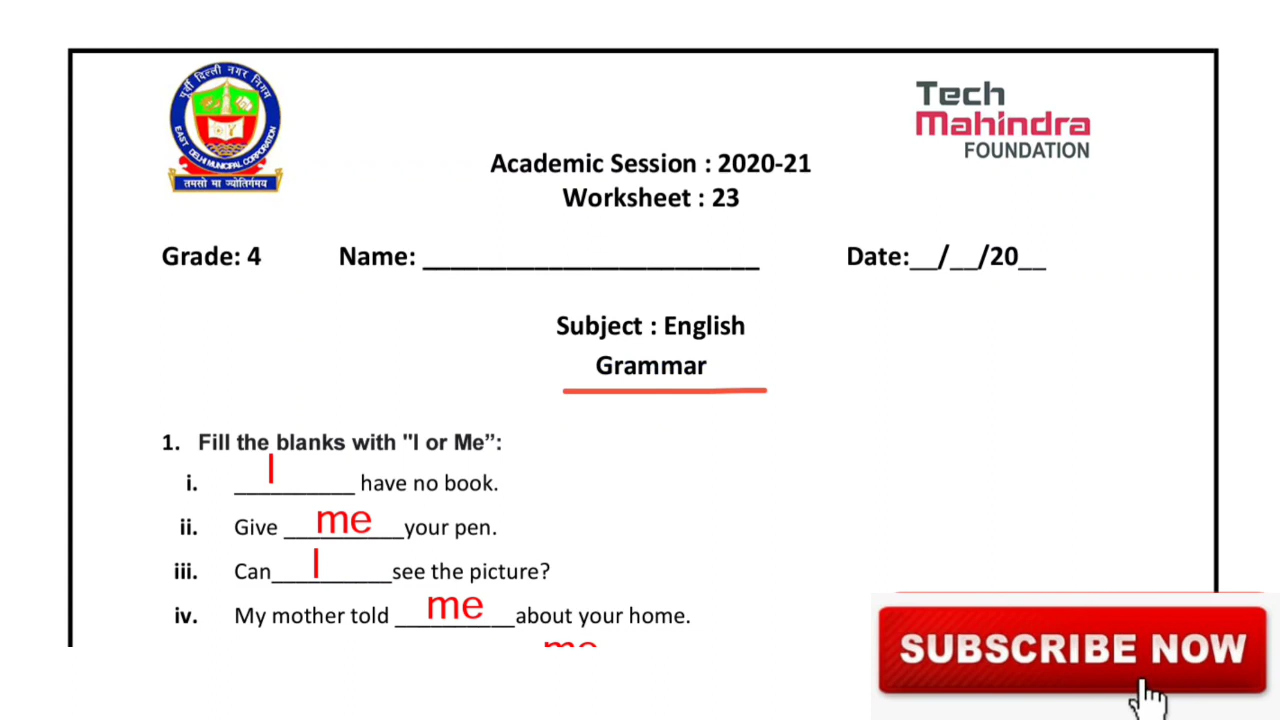 पूर्वी दिल्ली नगर निगम
EAST DELHI MUNICIPAL CORPORATION
तमसो मा ज्योतिर्गमय
Tech
Mahindra
FOUNDATION
Academic Session : 2020-21
Worksheet : 23
Grade: 4 Name: ________________________ Date:__/__/20__
Subject : English
Grammar
1. Fill the blanks with "I or Me”:
i. I have no book.
ii. Give me your pen.
iii. Can I see the picture?
iv. My mother told me about your home.
me
SUBSCRIBE NOW